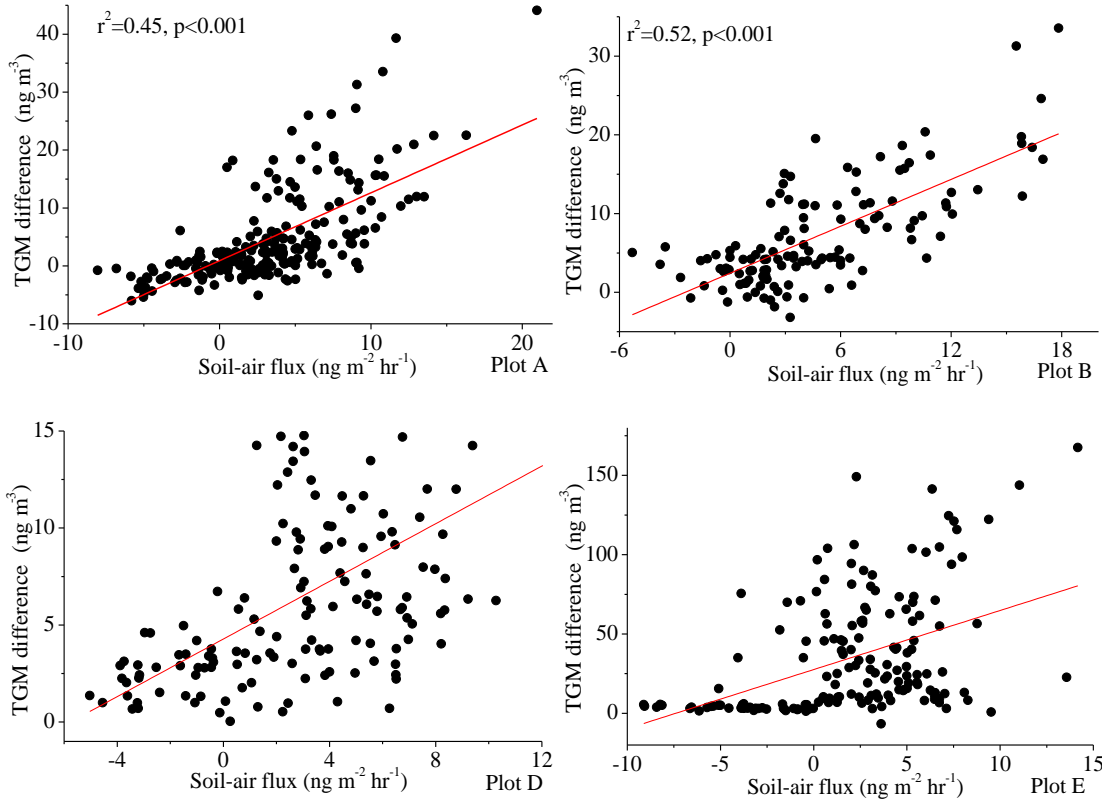 r²=0.45, p<0.001
TGM difference (ng m⁻³)
40
30
20
10
0
-10
-10
0
10
20
Soil-air flux (ng m⁻² hr⁻¹)
Plot A
r²=0.52, p<0.001
TGM difference (ng m⁻³)
30
20
10
0
-6
0
6
12
18
Soil-air flux (ng m⁻² hr⁻¹)
Plot B
TGM difference (ng m⁻³)
15
10
5
0
-4
0
4
8
12
Soil-air flux (ng m⁻² hr⁻¹)
Plot D
TGM difference (ng m⁻³)
150
100
50
0
-10
-5
0
5
10
15
Soil-air flux (ng m⁻² hr⁻¹)
Plot E